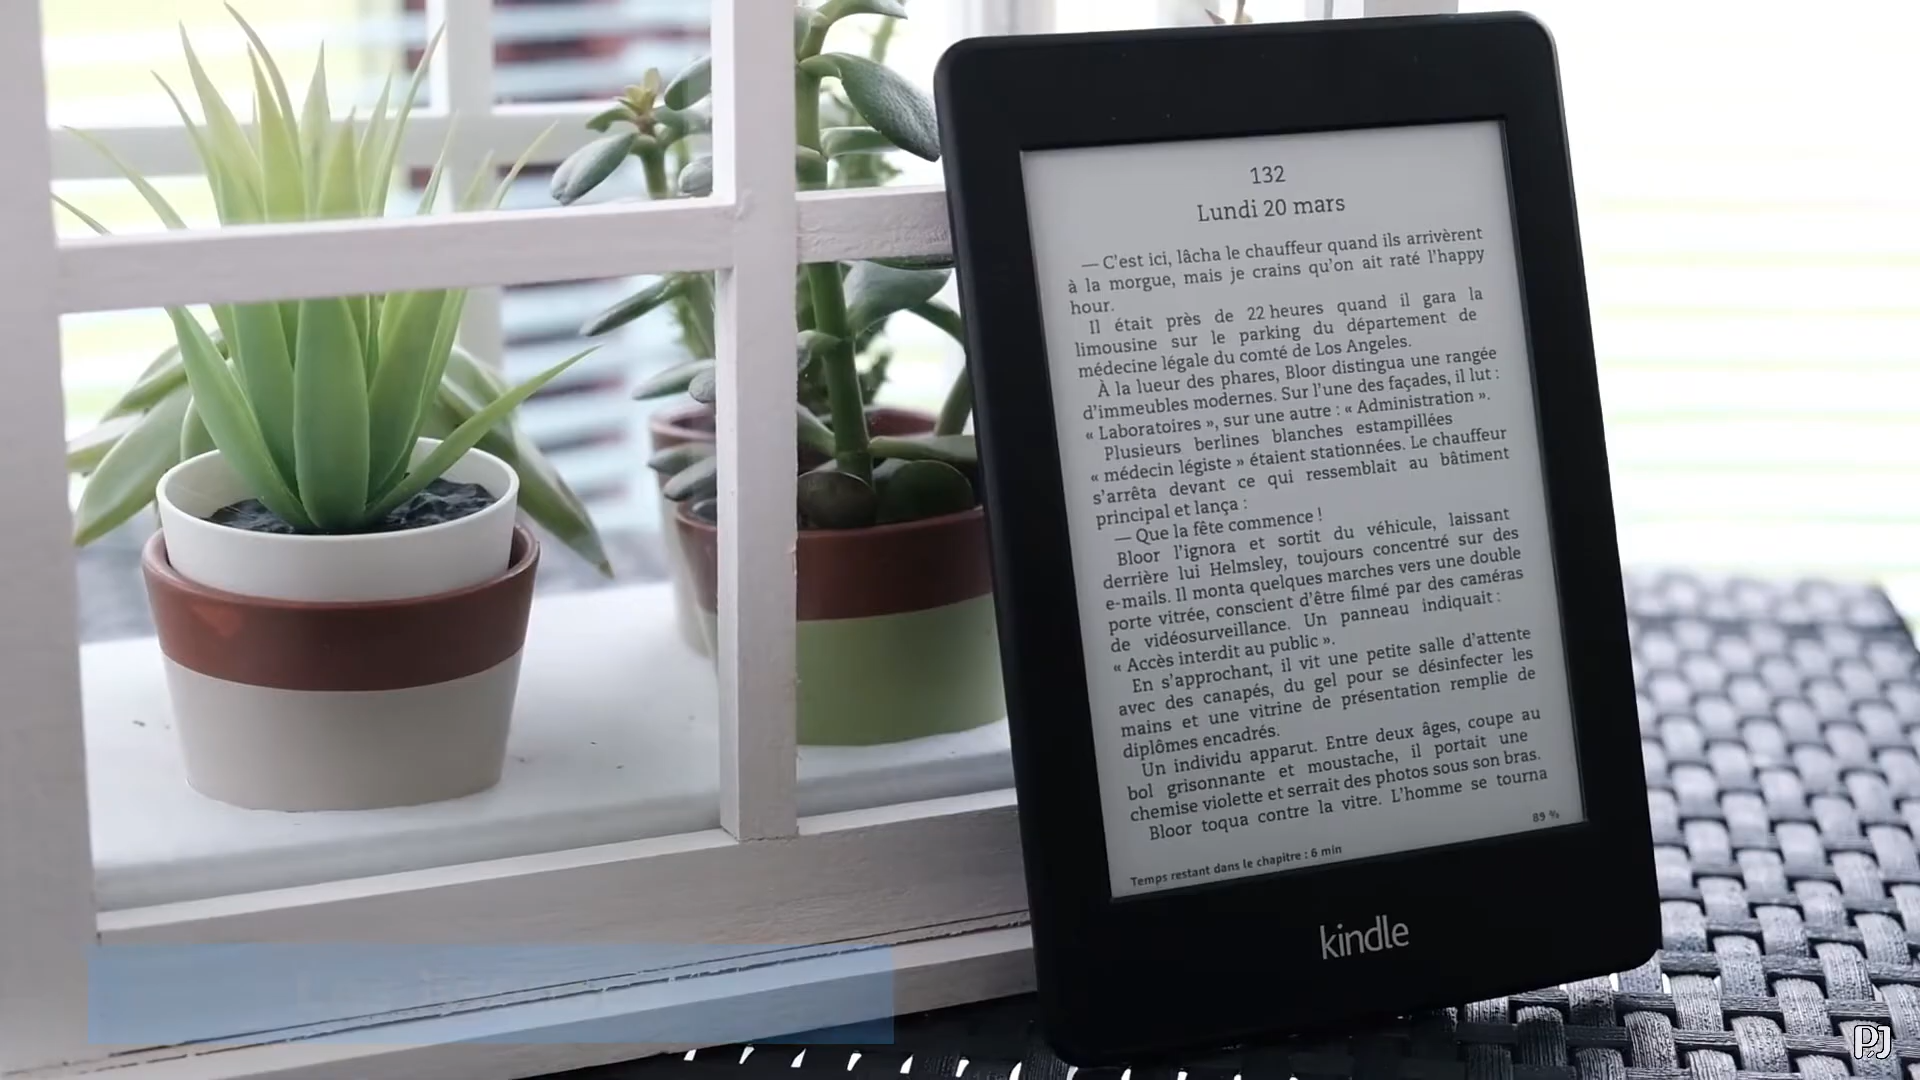 132
Lundi 20 mars
— C'est ici, lâcha le chauffeur quand ils arrivèrent
à la morgue, mais je crains qu'on ait raté l'happy
hour.
Il était près de 22 heures quand il gara la
limousine sur le parking du département de
médecine légale du comté de Los Angeles.
À la lueur des phares, Bloor distingua une rangée
d'immeubles modernes. Sur l'une des façades, il lut :
« Laboratoires », sur une autre : « Administration ».
Plusieurs berlines blanches estampillées
« médecin légiste » étaient stationnées. Le chauffeur
s'arrêta devant ce qui ressemblait au bâtiment
principal et lança :
— Que la fête commence !
Bloor l'ignora et sortit du véhicule, laissant
derrière lui Helmsley, toujours concentré sur des
e-mails. Il monta quelques marches vers une double
porte vitrée, conscient d'être filmé par des caméras
de vidéosurveillance. Un panneau indiquait :
« Accès interdit au public ».
En s'approchant, il vit une petite salle d'attente
avec des canapés, du gel pour se désinfecter les
mains et une vitrine de présentation remplie de
diplômes encadrés.
Un individu apparut. Entre deux âges, coupe au
bol grisonnante et moustache, il portait une
chemise violette et serrait des photos sous son bras.
Bloor toqua contre la vitre. L'homme se tourna
Temps restant dans le chapitre : 6 min
89 %
kindle
PJ